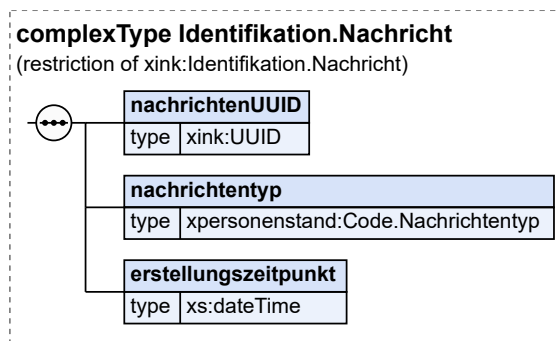 complexType Identifikation.Nachricht
(restriction of xink:Identifikation.Nachricht)
nachrichtenUUID
type xink:UUID
nachrichtentyp
type xpersonenstand:Code.Nachrichtentyp
erstellungszeitpunkt
type xs:dateTime